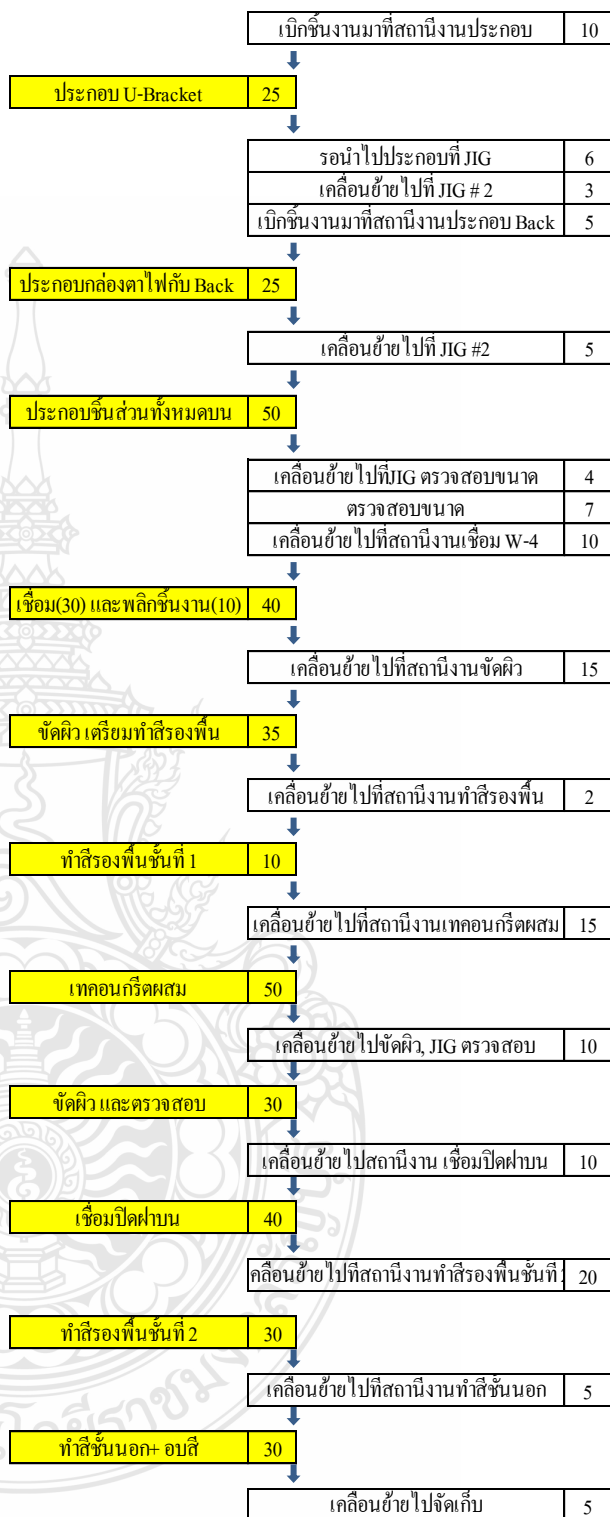 เบิกชิ้นงานมาที่สถานีงานประกอบ 10
ประกอบ U-Bracket 25
รอนำไปประกอบที่ JIG 6
เคลื่อนย้ายไปที่ JIG # 2 3
เบิกชิ้นงานมาที่สถานีงานประกอบ Back 5
ประกอบกล่องตาไฟกับ Back 25
เคลื่อนย้ายไปที่ JIG #2 5
ประกอบชิ้นส่วนทั้งหมดบน 50
เคลื่อนย้ายไปที่JIG ตรวจสอบขนาด 4
ตรวจสอบขนาด 7
เคลื่อนย้ายไปที่สถานีงานเชื่อม W-4 10
เชื่อม(30) และพลิกชิ้นงาน(10) 40
เคลื่อนย้ายไปที่สถานีงานขัดผิว 15
ขัดผิว เตรียมทำสีรองพื้น 35
เคลื่อนย้ายไปที่สถานีงานทำสีรองพื้น 2
ทำสีรองพื้นชั้นที่ 1 10
เคลื่อนย้ายไปที่สถานีงานเทคอนกรีตผสม 15
เทคอนกรีตผสม 50
เคลื่อนย้ายไปขัดผิว, JIG ตรวจสอบ 10
ขัดผิว และตรวจสอบ 30
เคลื่อนย้ายไปสถานีงาน เชื่อมปิดฝาบน 10
เชื่อมปิดฝาบน 40
คลื่อนย้ายไปที่สถานีงานทำสีรองพื้นชั้นที่ 20
ทำสีรองพื้นชั้นที่ 2 30
เคลื่อนย้ายไปที่สถานีงานทำสีชั้นนอก 5
ทำสีชั้นนอก+ อบสี 30
เคลื่อนย้ายไปจัดเก็บ 5